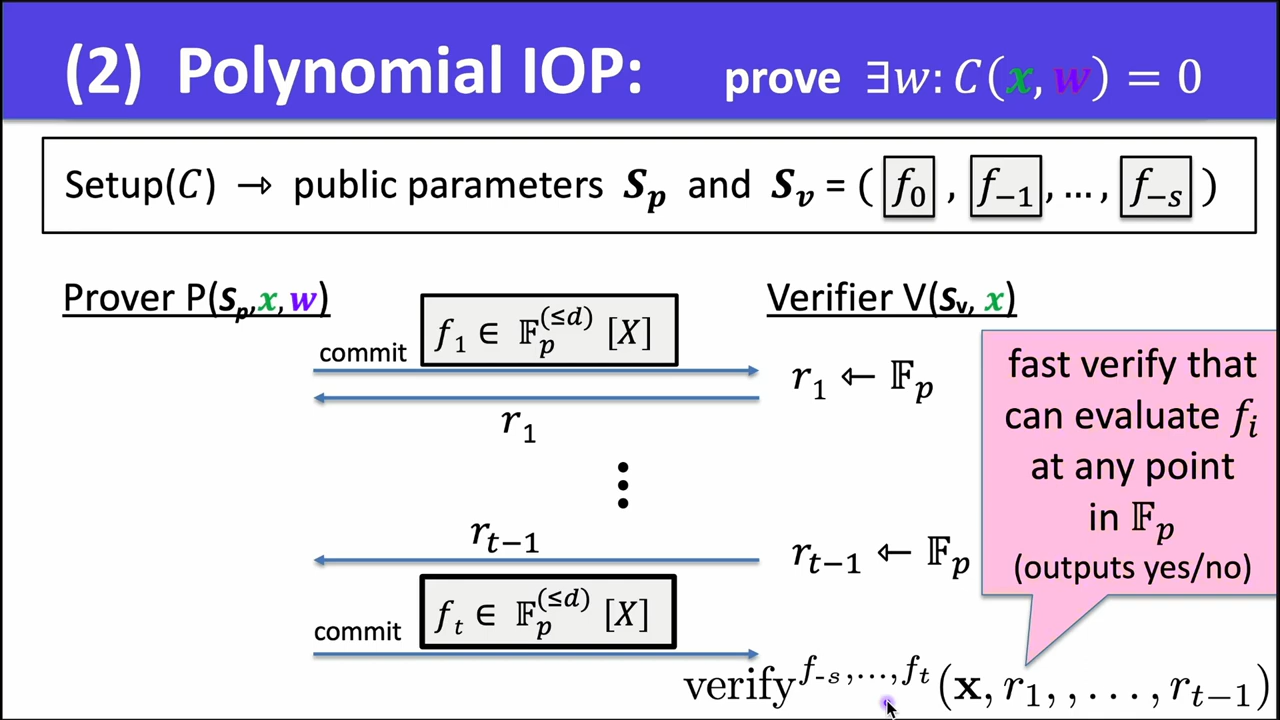 (2) Polynomial IOP: prove ∃w: C(x, w) = 0
Setup(C) → public parameters Sp and Sv = ( f₀ , f₋₁ , … , f₋s )
Prover P(Sp, x, w)
Verifier V(Sv, x)
commit f₁ ∈ 𝔽p^(≤d) [X]
r₁ ← 𝔽p
r₁
⋮
rt−1
rt−1 ← 𝔽p
commit ft ∈ 𝔽p^(≤d) [X]
fast verify that
can evaluate fi
at any point
in 𝔽p
(outputs yes/no)
verify^f-s,…,ft (x, r₁, , . . . , rt−1)